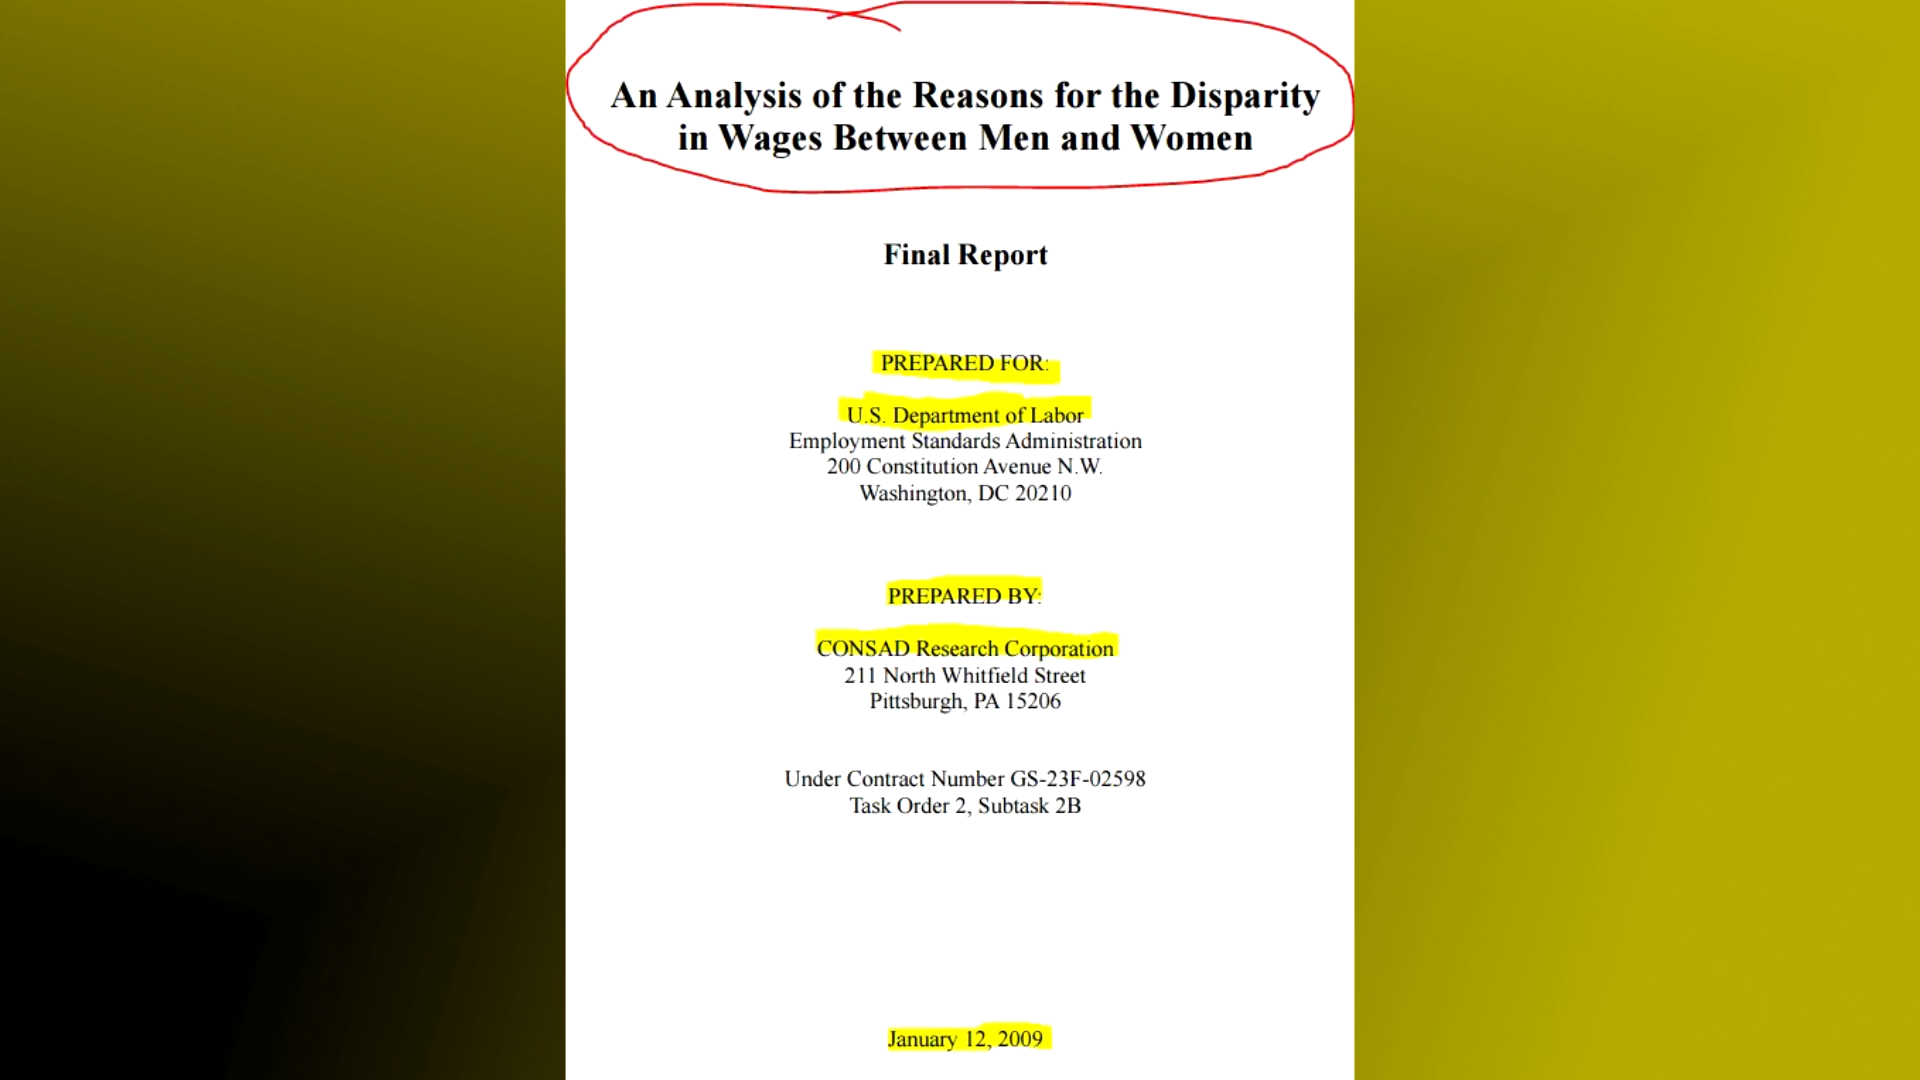 An Analysis of the Reasons for the Disparity
in Wages Between Men and Women
Final Report
PREPARED FOR:
U.S. Department of Labor
Employment Standards Administration
200 Constitution Avenue N.W.
Washington, DC 20210
PREPARED BY:
CONSAD Research Corporation
211 North Whitfield Street
Pittsburgh, PA 15206
Under Contract Number GS-23F-02598
Task Order 2, Subtask 2B
January 12, 2009